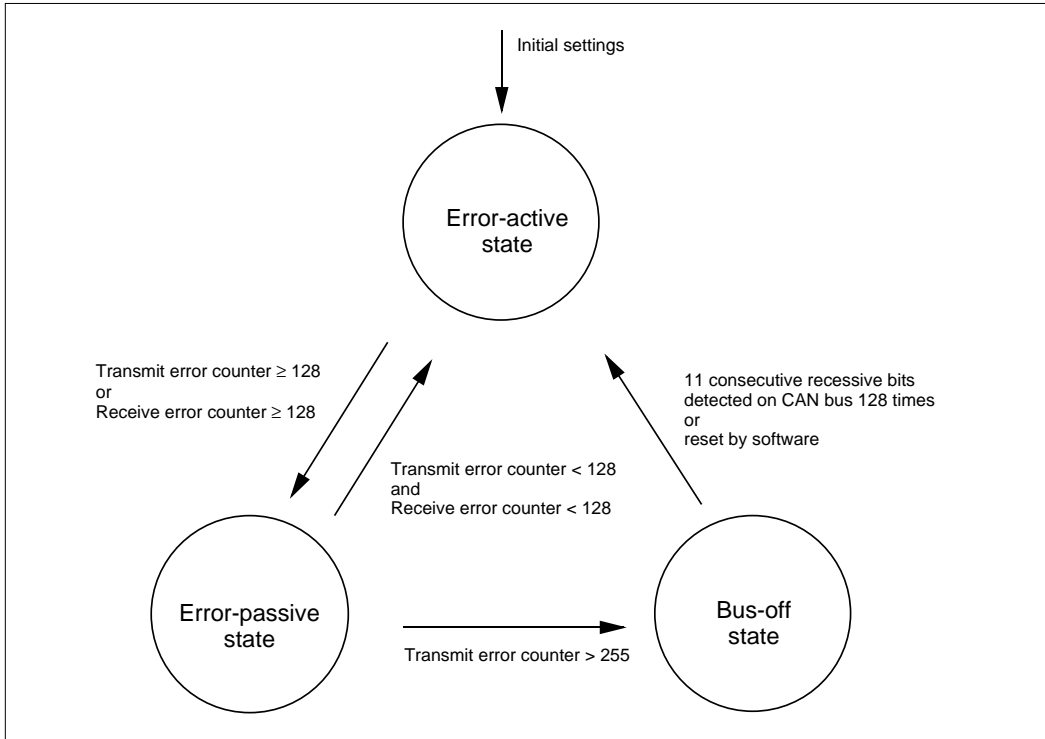 Initial settings
Error-active
state
Transmit error counter ≥ 128
or
Receive error counter ≥ 128
11 consecutive recessive bits
detected on CAN bus 128 times
or
reset by software
Transmit error counter < 128
and
Receive error counter < 128
Error-passive
state
Bus-off
state
Transmit error counter > 255